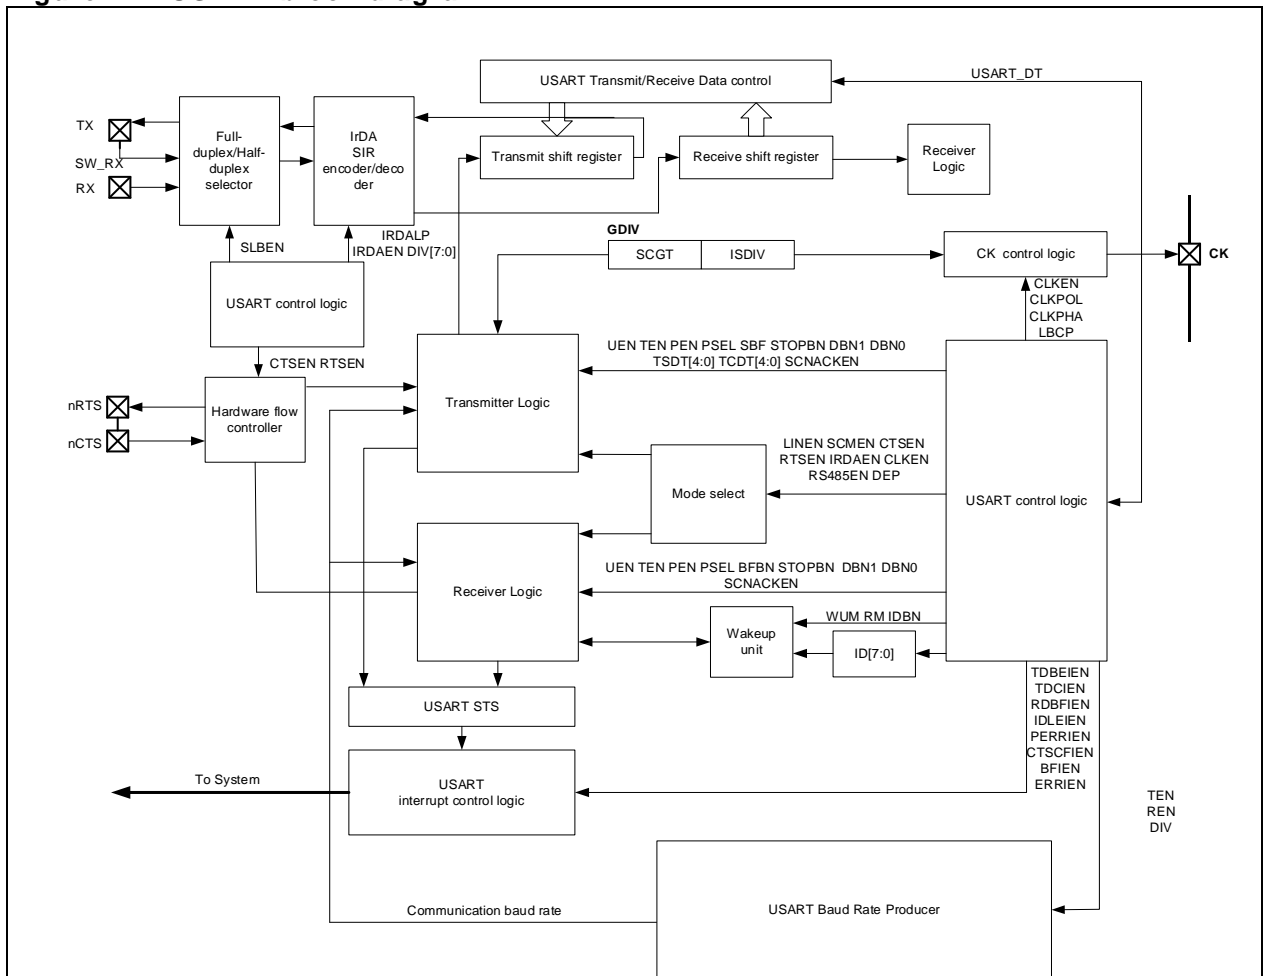 USART Transmit/Receive Data control
USART_DT
TX
SW_RX
RX
Full-
duplex/Half-
duplex
selector
IrDA
SIR
encoder/deco
der
Transmit shift register
Receive shift register
Receiver
Logic
SLBEN
IRDALP
IRDAEN DIV[7:0]
GDIV
SCGT
ISDIV
CK control logic
CK
USART control logic
CLKEN
CLKPOL
CLKPHA
LBCP
CTSEN RTSEN
nRTS
nCTS
Hardware flow
controller
Transmitter Logic
UEN TEN PEN PSEL SBF STOPBN DBN1 DBN0
TSDT[4:0] TCDT[4:0] SCNACKEN
Mode select
LINEN SCMEN CTSEN
RTSEN IRDAEN CLKEN
RS485EN DEP
USART control logic
Receiver Logic
UEN TEN PEN PSEL BFBN STOPBN DBN1 DBN0
SCNACKEN
Wakeup
unit
WUM RM IDBN
ID[7:0]
USART STS
TDBEIEN
TDCIEN
RDBFIEN
IDLEIEN
PERRIEN
CTSCFIEN
BFIEN
ERRIEN
To System
USART
interrupt control logic
TEN
REN
DIV
Communication baud rate
USART Baud Rate Producer